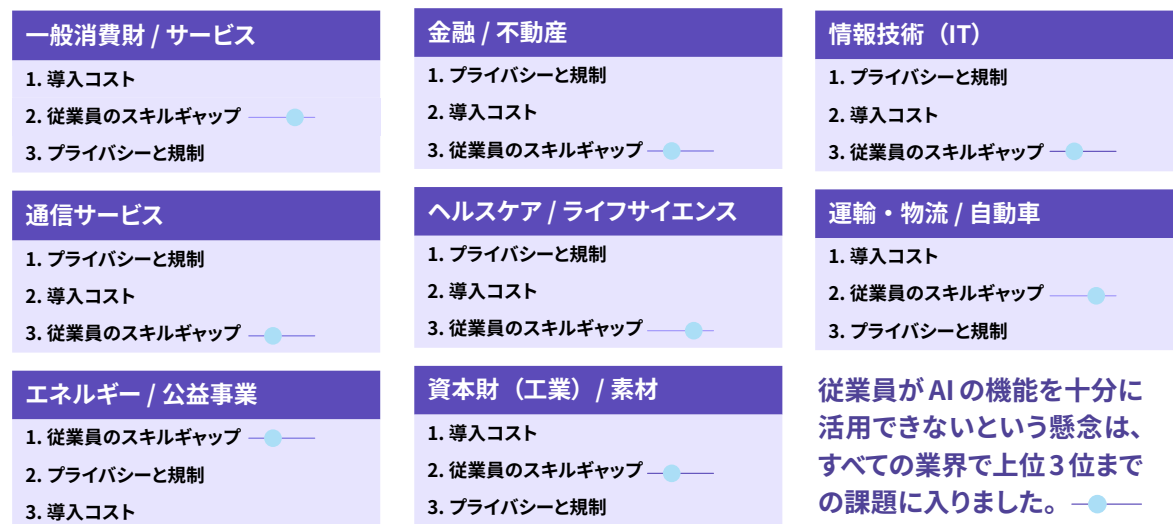 一般消費財 / サービス
1. 導入コスト
2. 従業員のスキルギャップ
3. プライバシーと規制
金融 / 不動産
1. プライバシーと規制
2. 導入コスト
3. 従業員のスキルギャップ
情報技術（IT）
1. プライバシーと規制
2. 導入コスト
3. 従業員のスキルギャップ
通信サービス
1. プライバシーと規制
2. 導入コスト
3. 従業員のスキルギャップ
ヘルスケア / ライフサイエンス
1. プライバシーと規制
2. 導入コスト
3. 従業員のスキルギャップ
運輸・物流 / 自動車
1. 導入コスト
2. 従業員のスキルギャップ
3. プライバシーと規制
エネルギー / 公益事業
1. 従業員のスキルギャップ
2. プライバシーと規制
3. 導入コスト
資本財（工業）/ 素材
1. 導入コスト
2. 従業員のスキルギャップ
3. プライバシーと規制
従業員が AI の機能を十分に
活用できないという懸念は、
すべての業界で上位 3 位まで
の課題に入りました。